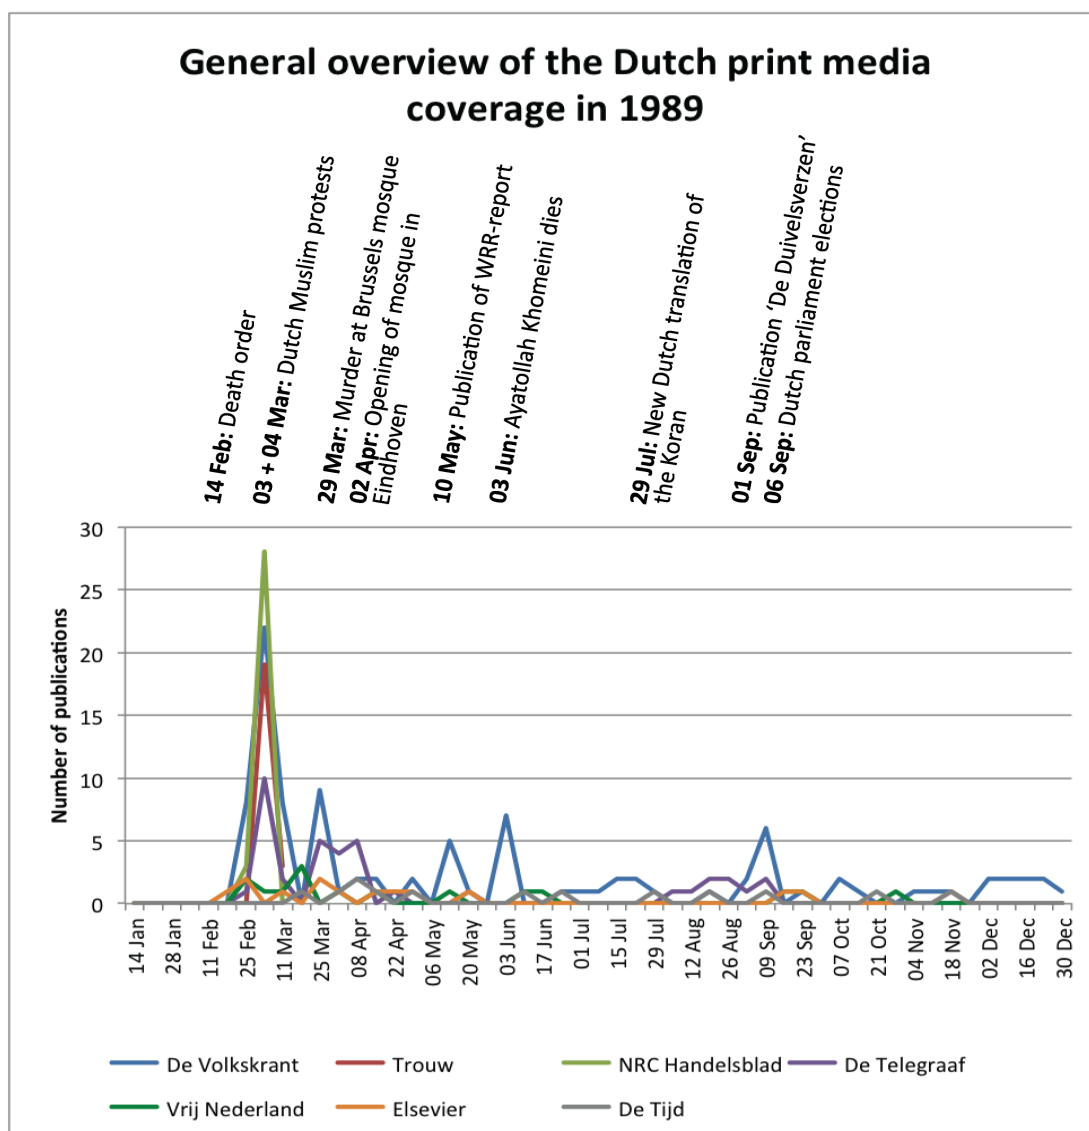 General overview of the Dutch print media
coverage in 1989
14 Feb: Death order
03 + 04 Mar: Dutch Muslim protests
29 Mar: Murder at Brussels mosque
02 Apr: Opening of mosque in
Eindhoven
10 May: Publication of WRR-report
03 Jun: Ayatollah Khomeini dies
29 Jul: New Dutch translation of
the Koran
01 Sep: Publication ‘De Duivelsverzen’
06 Sep: Dutch parliament elections
Number of publications
30
25
20
15
10
5
0
14 Jan
28 Jan
11 Feb
25 Feb
11 Mar
25 Mar
08 Apr
22 Apr
06 May
20 May
03 Jun
17 Jun
01 Jul
15 Jul
29 Jul
12 Aug
26 Aug
09 Sep
23 Sep
07 Oct
21 Oct
04 Nov
18 Nov
02 Dec
16 Dec
30 Dec
De Volkskrant
Trouw
NRC Handelsblad
De Telegraaf
Vrij Nederland
Elsevier
De Tijd